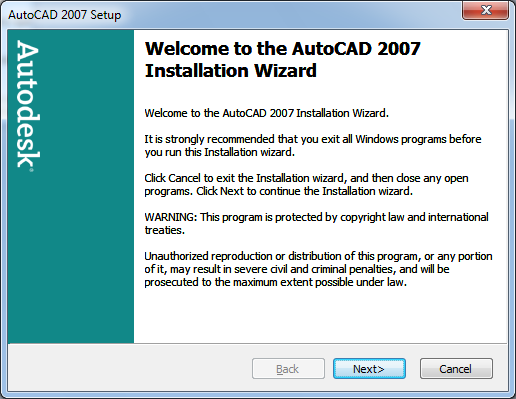 AutoCAD 2007 Setup
Autodesk
Welcome to the AutoCAD 2007
Installation Wizard
Welcome to the AutoCAD 2007 Installation Wizard.
It is strongly recommended that you exit all Windows programs before
you run this Installation wizard.
Click Cancel to exit the Installation wizard, and then close any open
programs. Click Next to continue the Installation wizard.
WARNING: This program is protected by copyright law and international
treaties.
Unauthorized reproduction or distribution of this program, or any portion
of it, may result in severe civil and criminal penalties, and will be
prosecuted to the maximum extent possible under law.
Back
Next>
Cancel